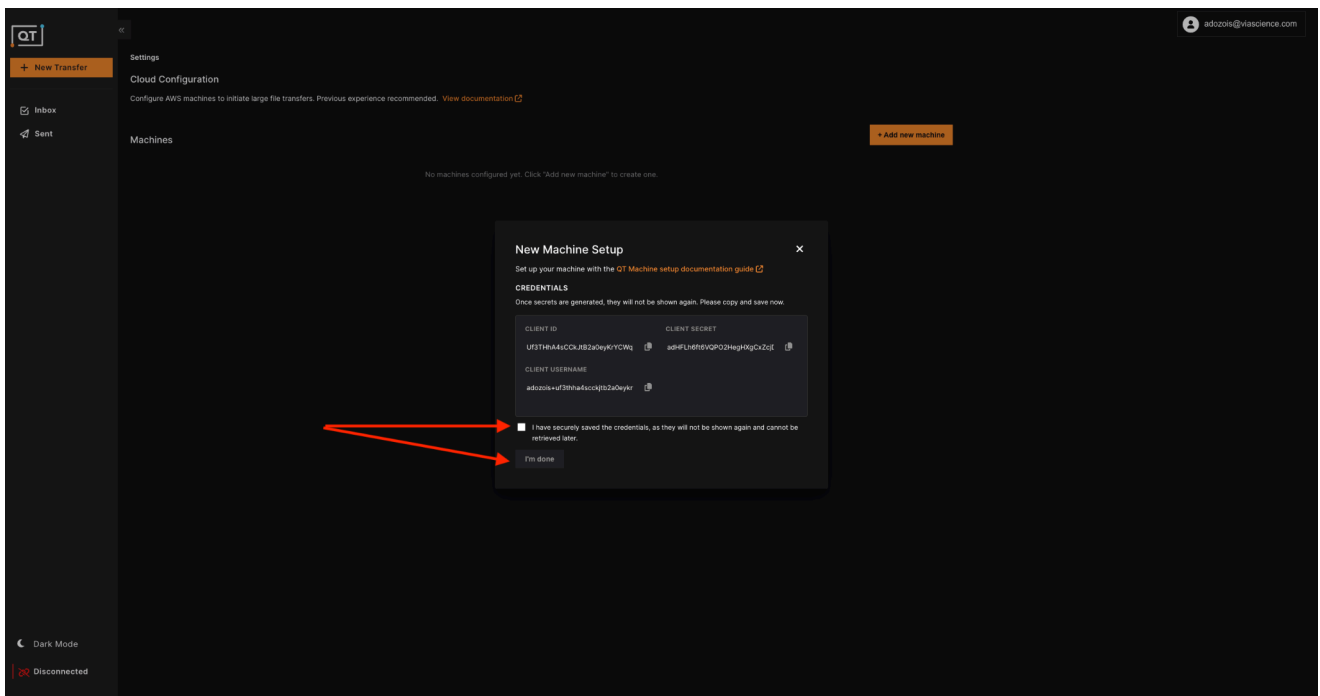 QT
adozois@viascience.com
+ New Transfer
Inbox
Sent
Dark Mode
Disconnected
Settings
Cloud Configuration
Configure AWS machines to initiate large file transfers. Previous experience recommended. View documentation
Machines
+ Add new machine
No machines configured yet. Click "Add new machine" to create one.
New Machine Setup
Set up your machine with the QT Machine setup documentation guide
CREDENTIALS
Once secrets are generated, they will not be shown again. Please copy and save now.
CLIENT ID
CLIENT SECRET
CLIENT USERNAME
adozois+uf3thha4scckjtb2a0eykr
I have securely saved the credentials, as they will not be shown again and cannot be
retrieved later.
I'm done